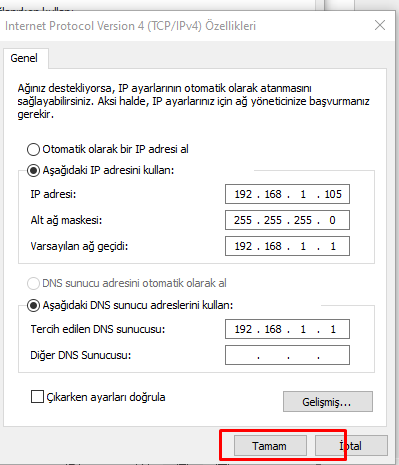 Internet Protocol Version 4 (TCP/IPv4) Özellikleri
Genel
Ağınız destekliyorsa, IP ayarlarının otomatik olarak atanmasını
sağlayabilirsiniz. Aksi halde, IP ayarlarınız için ağ yöneticinize başvurmanız
gerekir.
Otomatik olarak bir IP adresi al
Aşağıdaki IP adresini kullan:
IP adresi: 192 . 168 . 1 . 105
Alt ağ maskesi: 255 . 255 . 255 . 0
Varsayılan ağ geçidi: 192 . 168 . 1 . 1
DNS sunucu adresini otomatik olarak al
Aşağıdaki DNS sunucu adreslerini kullan:
Tercih edilen DNS sunucusu: 192 . 168 . 1 . 1
Diğer DNS Sunucusu: . . .
Çıkarken ayarları doğrula
Gelişmiş...
Tamam İptal